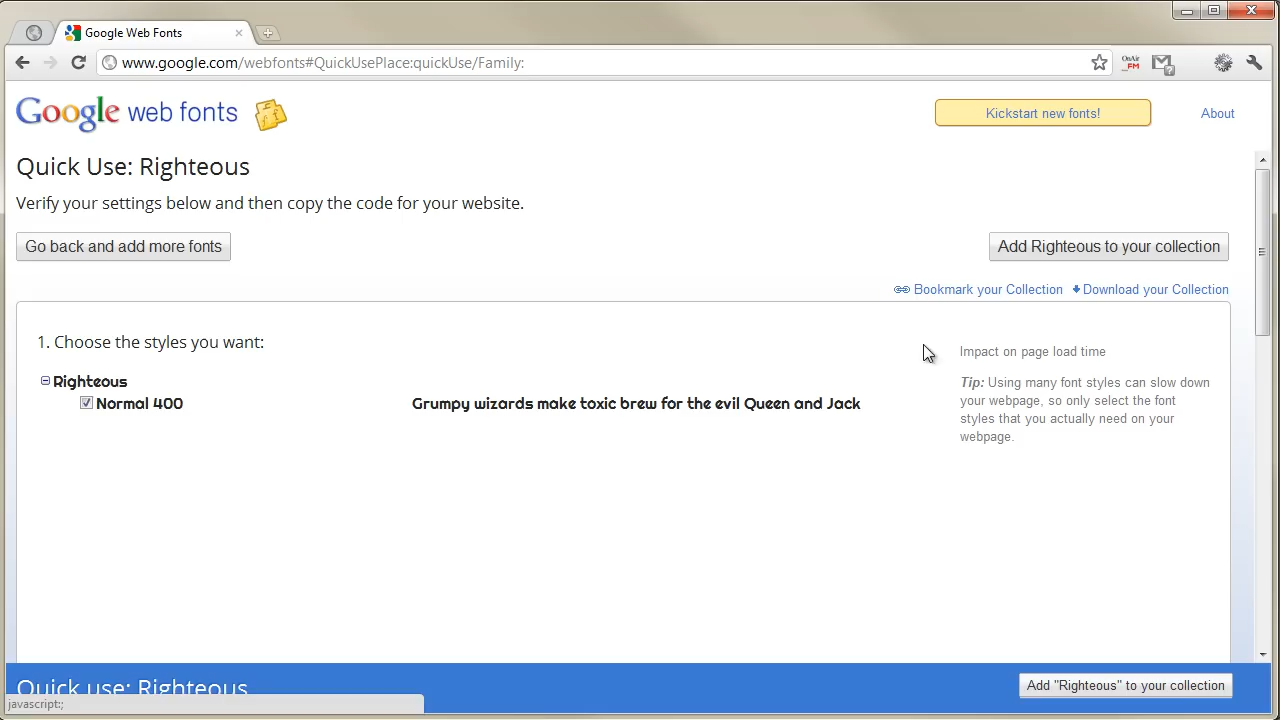 Google Web Fonts
www.google.com/webfonts#QuickUsePlace:quickUse/Family:
OnAir
_FM
Google web fonts
Kickstart new fonts!
About
Quick Use: Righteous
Verify your settings below and then copy the code for your website.
Go back and add more fonts
Add Righteous to your collection
Bookmark your Collection
Download your Collection
1. Choose the styles you want:
Impact on page load time
Righteous
Tip: Using many font styles can slow down
your webpage, so only select the font
styles that you actually need on your
webpage.
Normal 400
Grumpy wizards make toxic brew for the evil Queen and Jack
Quick use: Righteous
Add "Righteous" to your collection
javascript:;